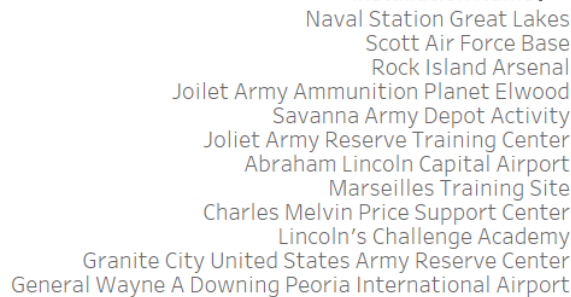 Naval Station Great Lakes
Scott Air Force Base
Rock Island Arsenal
Joilet Army Ammunition Planet Elwood
Savanna Army Depot Activity
Joliet Army Reserve Training Center
Abraham Lincoln Capital Airport
Marseilles Training Site
Charles Melvin Price Support Center
Lincoln's Challenge Academy
Granite City United States Army Reserve Center
General Wayne A Downing Peoria International Airport